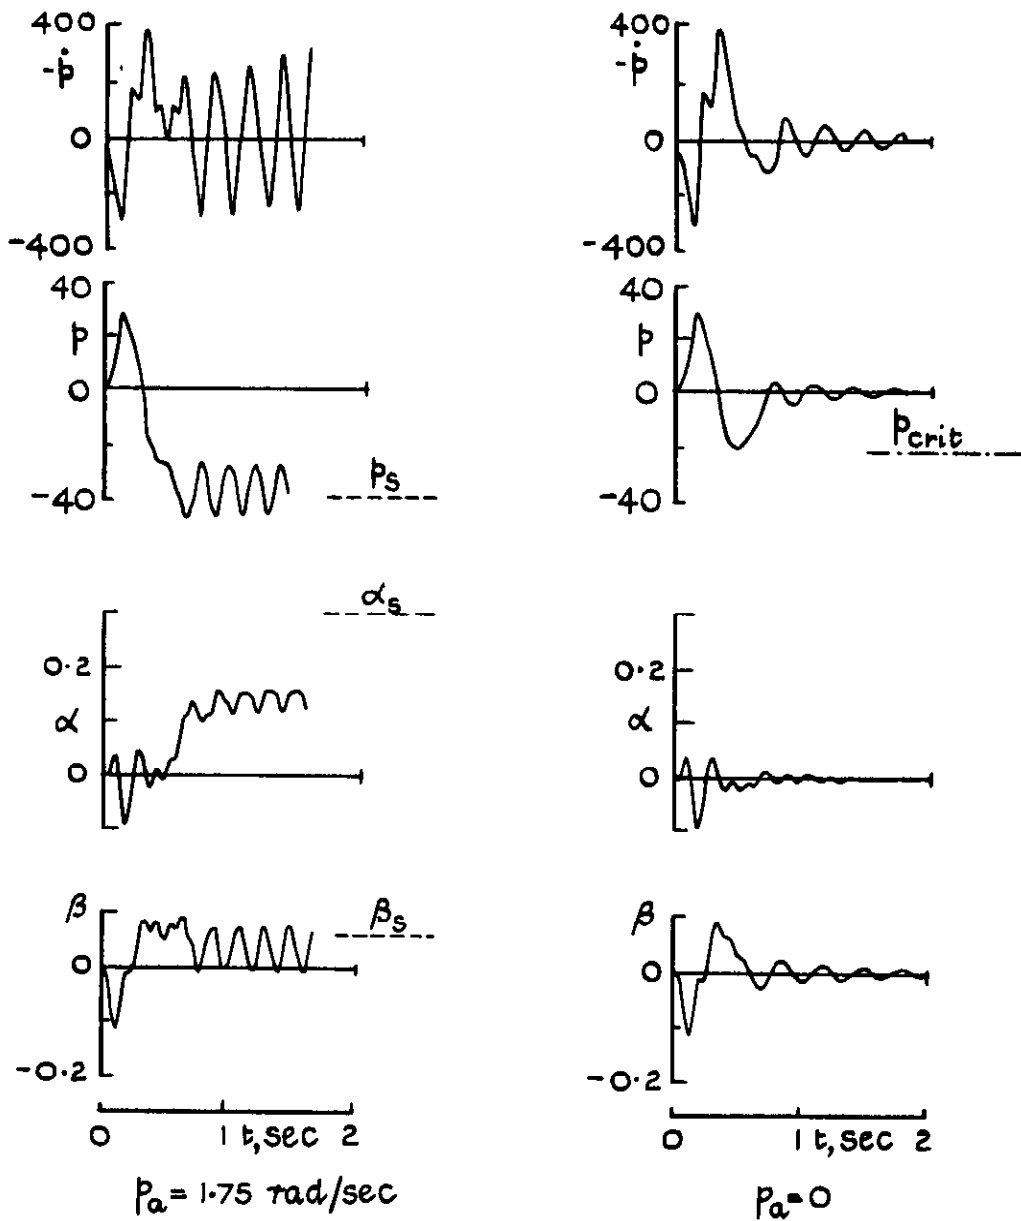 400
-ṗ
0
-400
40
p
0
-40
p_s
α_s
0·2
α
0
β
β_s
0
-0·2
0 1 t, sec 2
p_a = 1·75 rad/sec
400
-ṗ
0
-400
40
p
0
p_crit
-40
0·2
α
0
β
0
-0·2
0 1 t, sec 2
p_a = 0